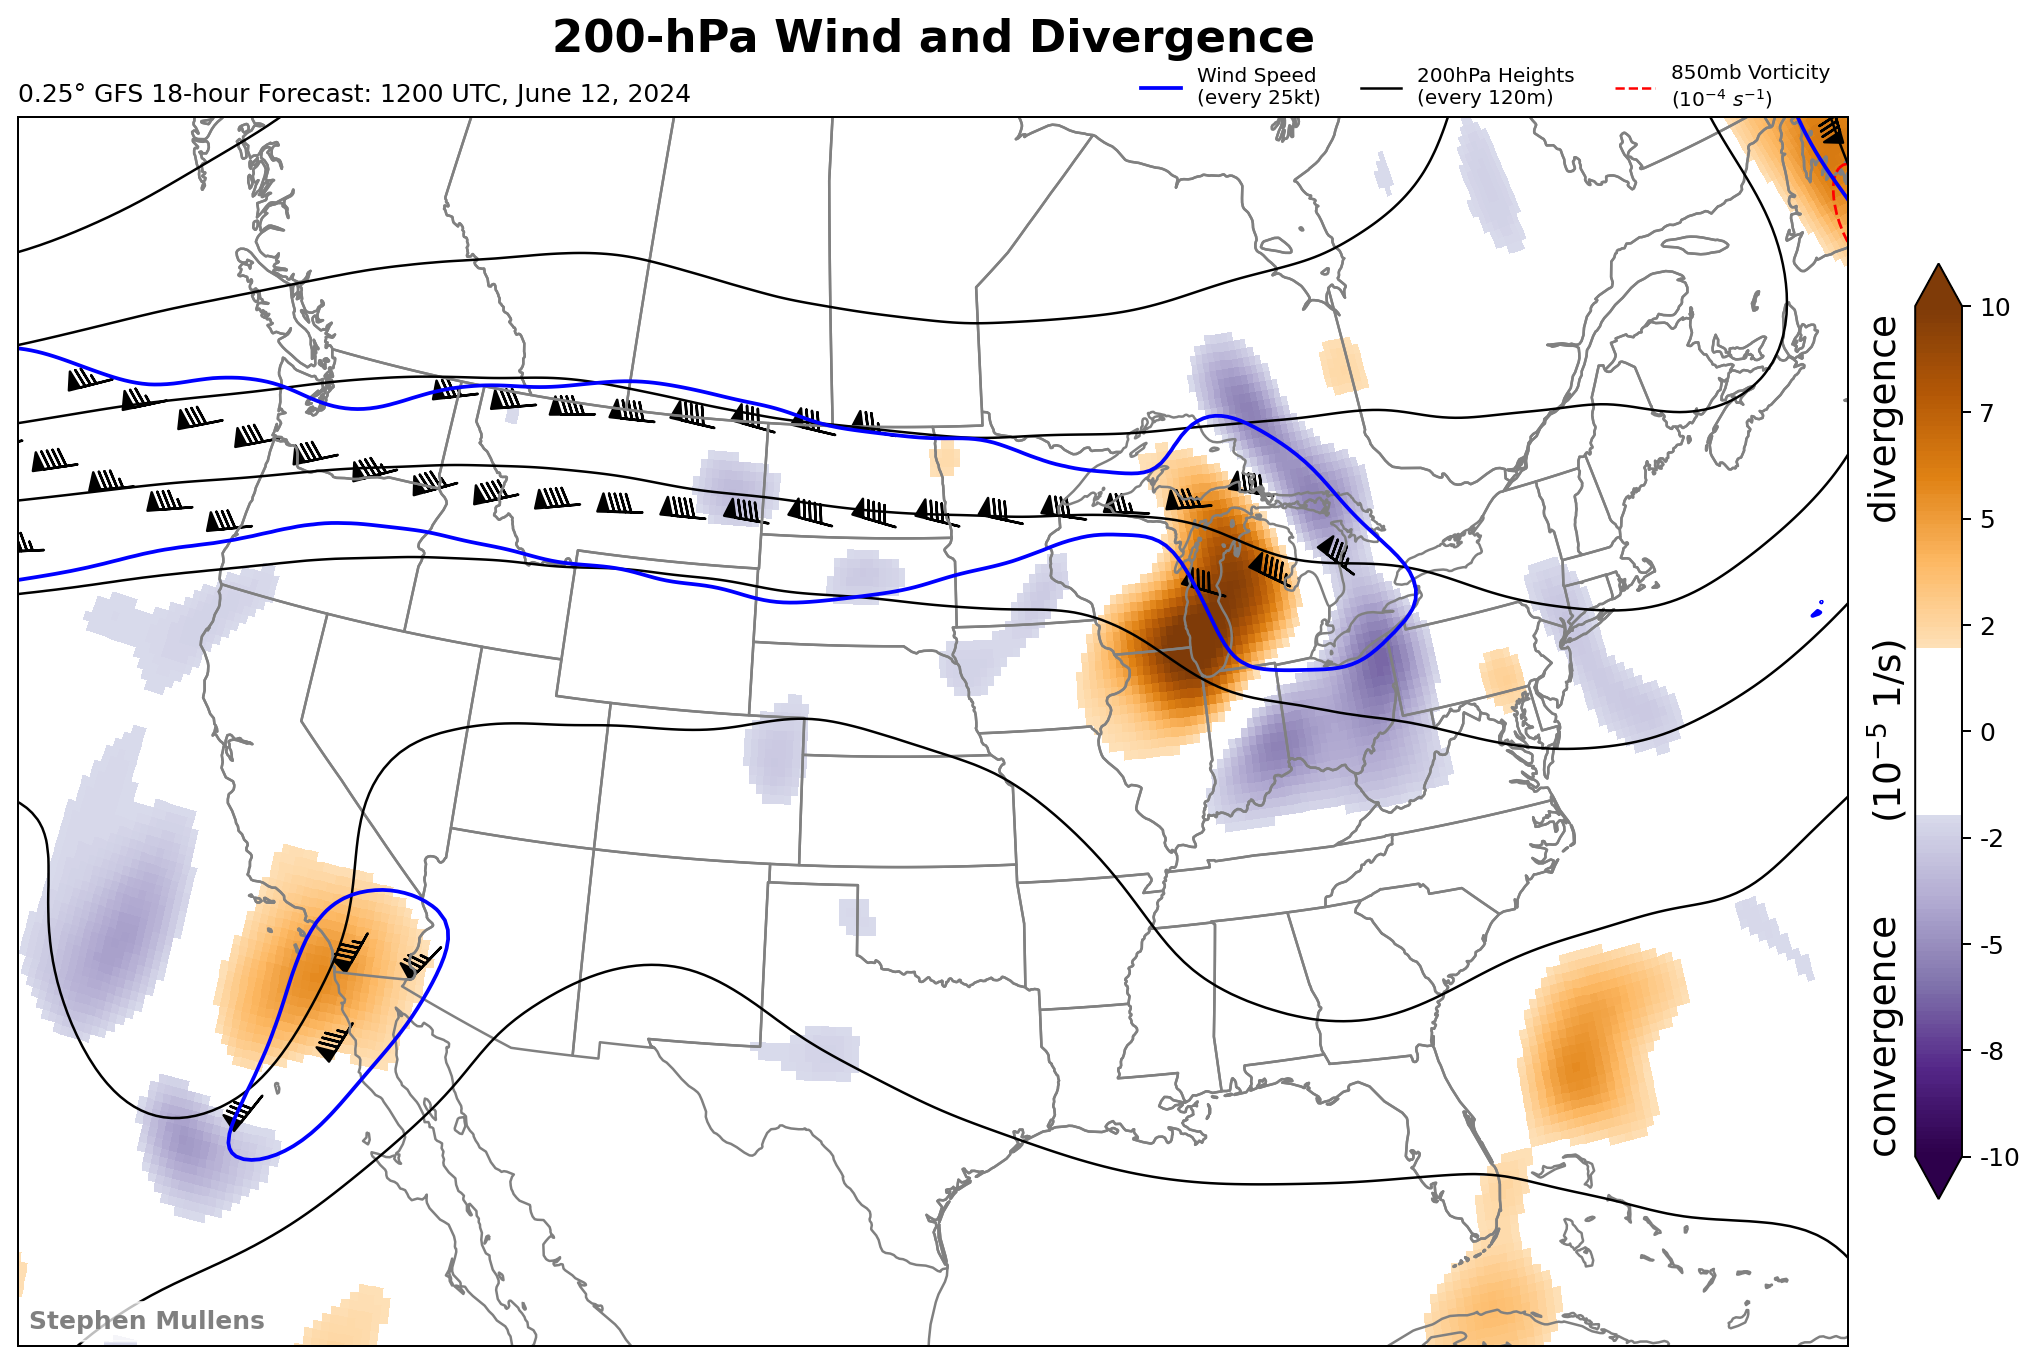 200-hPa Wind and Divergence
0.25° GFS 18-hour Forecast: 1200 UTC, June 12, 2024
Wind Speed
(every 25kt)
200hPa Heights
(every 120m)
850mb Vorticity
(10⁻⁴ s⁻¹)
10
7
5
2
0
-2
-5
-8
-10
convergence (10⁻⁵ 1/s) divergence
Stephen Mullens